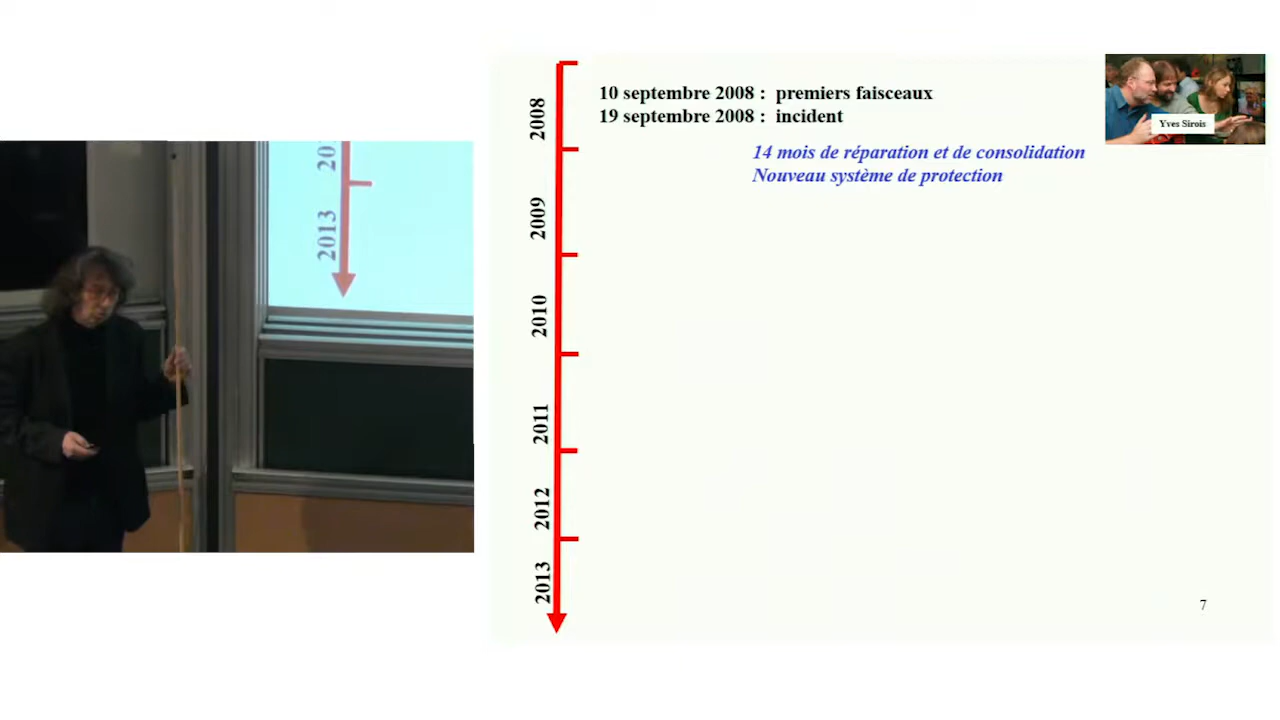 10 septembre 2008 : premiers faisceaux
19 septembre 2008 : incident
14 mois de réparation et de consolidation
Nouveau système de protection
Yves Sirois
2008
2009
2010
2011
2012
2013
7
20
2013